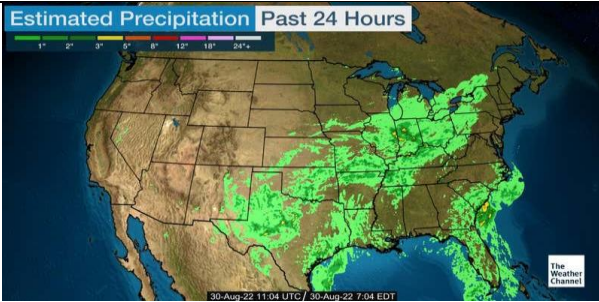 Estimated Precipitation Past 24 Hours
1" 2" 3" 5" 8" 12" 18" 24"+
The
Weather
Channel
30-Aug-22 11:04 UTC / 30-Aug-22 7:04 EDT